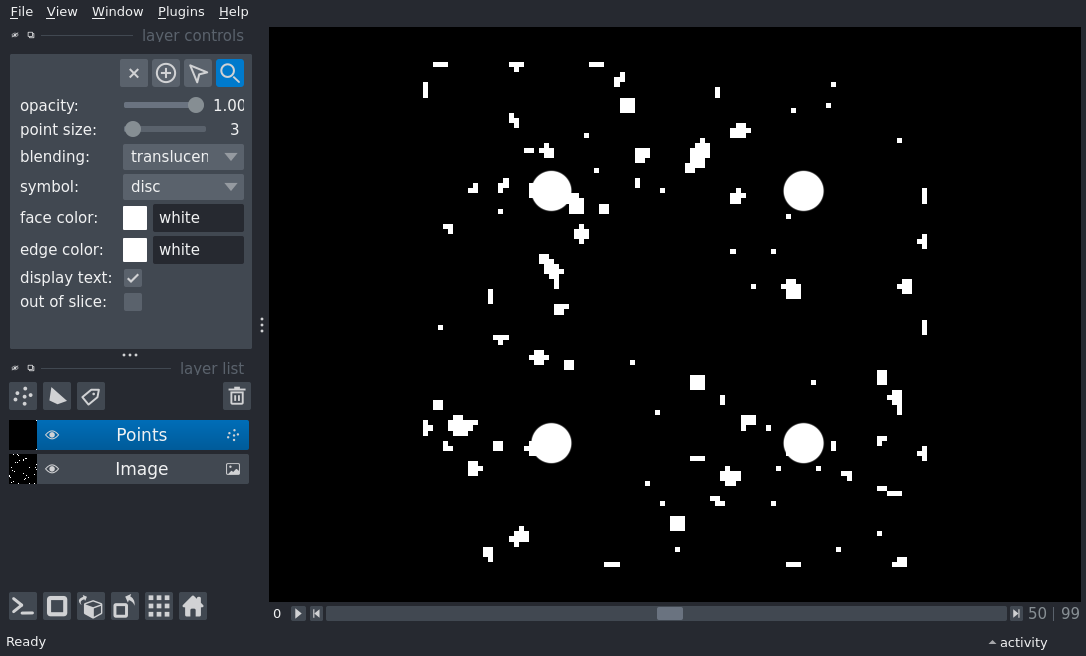 File View Window Plugins Help
layer controls
opacity: 1.00
point size: 3
blending: translucen
symbol: disc
face color: white
edge color: white
display text:
out of slice:
layer list
Points
Image
0 50 | 99
Ready activity